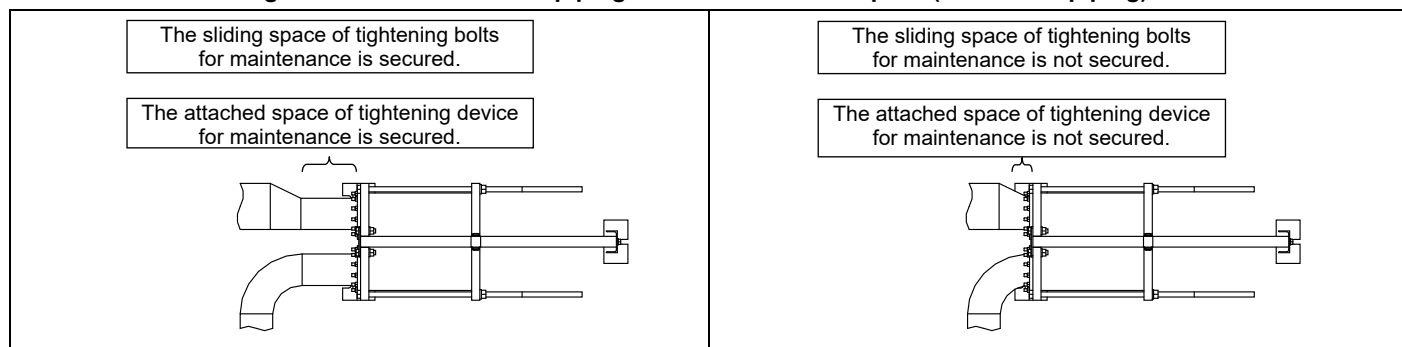 The sliding space of tightening bolts
for maintenance is secured.
The attached space of tightening device
for maintenance is secured.
The sliding space of tightening bolts
for maintenance is not secured.
The attached space of tightening device
for maintenance is not secured.